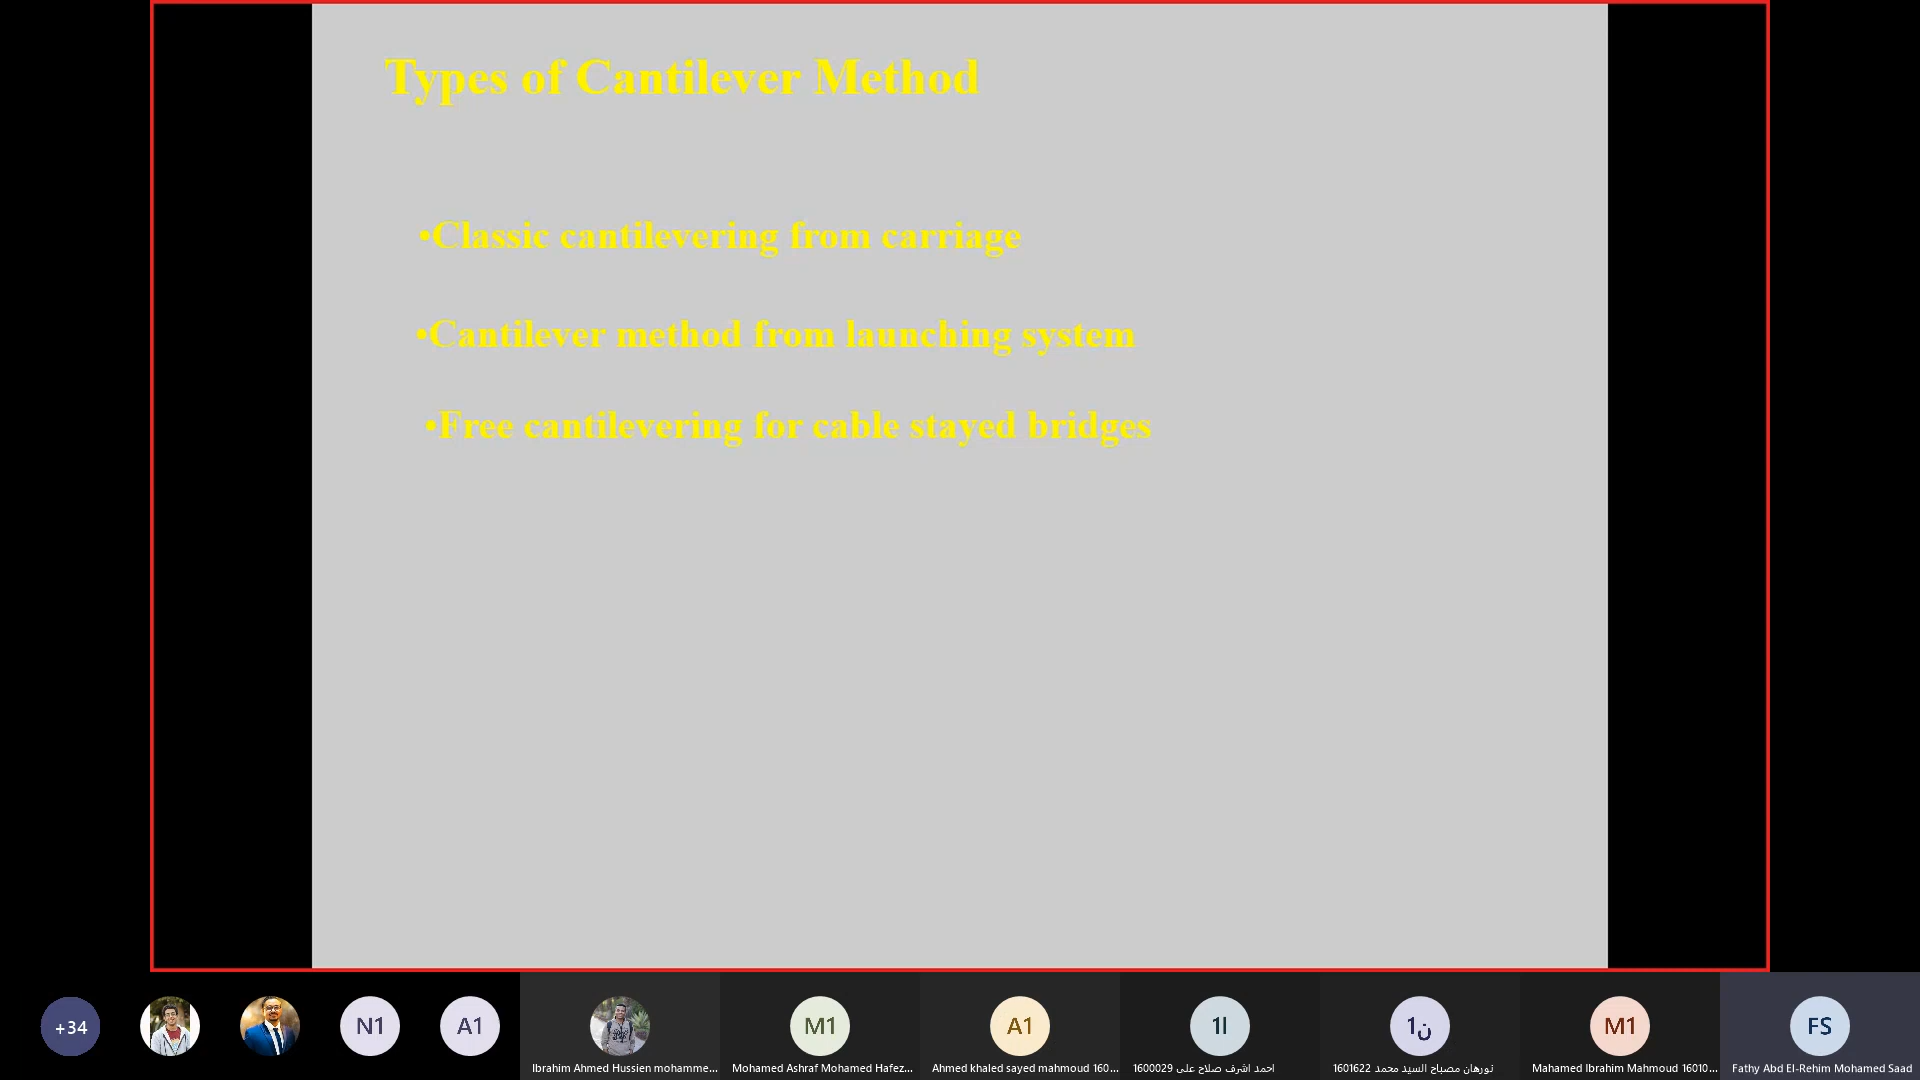 Types of Cantilever Method
•Classic cantilevering from carriage
•Cantilever method from launching system
•Free cantilevering for cable stayed bridges
+34
N1
A1
M1
A1
ا1
ن1
M1
FS
Ibrahim Ahmed Hussien mohamme...
Mohamed Ashraf Mohamed Hafez...
Ahmed khaled sayed mahmoud 160...
احمد اشرف صلاح على 1600029
نورهان مصباح السيد محمد 1601622
Mahamed Ibrahim Mahmoud 16010...
Fathy Abd El-Rehim Mohamed Saad